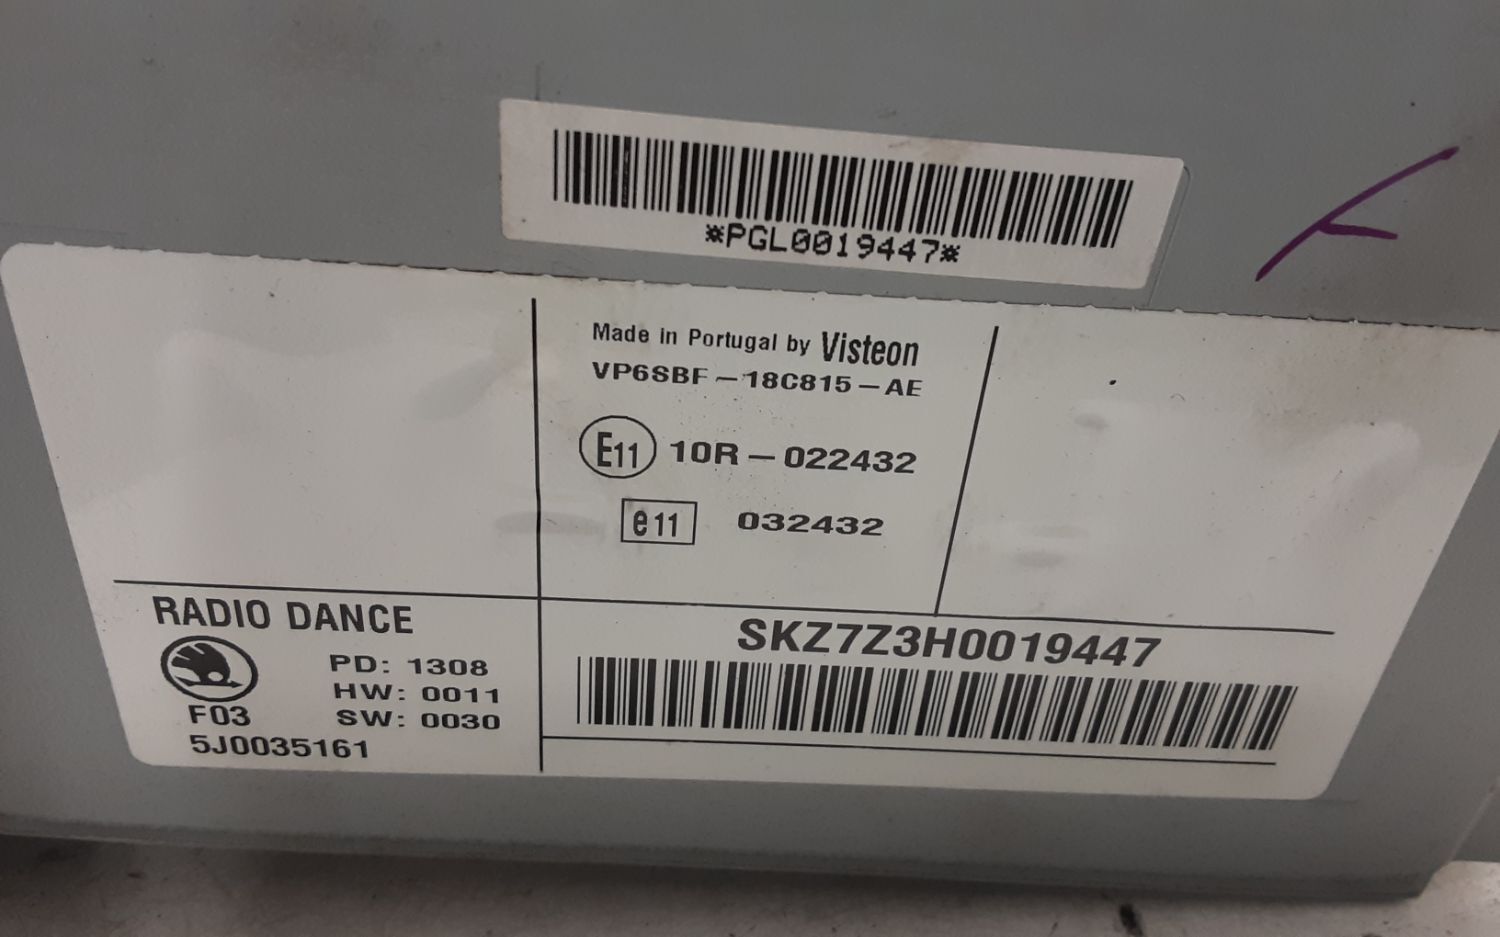 *PGL0019447*
Made in Portugal by Visteon
VP6SBF-18C815-AE
E11 10R-022432
e11 032432
RADIO DANCE
PD: 1308
HW: 0011
F03 SW: 0030
5J0035161
SKZ7Z3H0019447